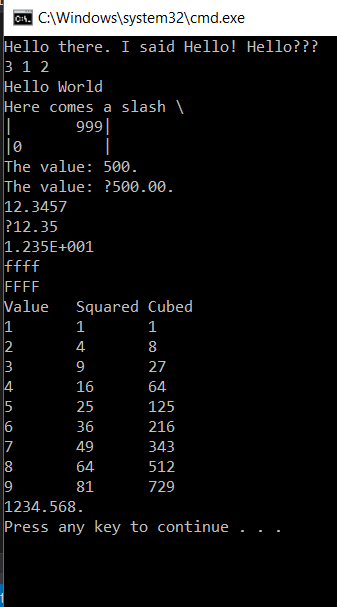 C:\Windows\system32\cmd.exe
Hello there. I said Hello! Hello???
3 1 2
Hello World
Here comes a slash \
|       999|
|0         |
The value: 500.
The value: ?500.00.
12.3457
?12.35
1.235E+001
ffff
FFFF
Value   Squared Cubed
1       1       1
2       4       8
3       9       27
4       16      64
5       25      125
6       36      216
7       49      343
8       64      512
9       81      729
1234.568.
Press any key to continue . . .